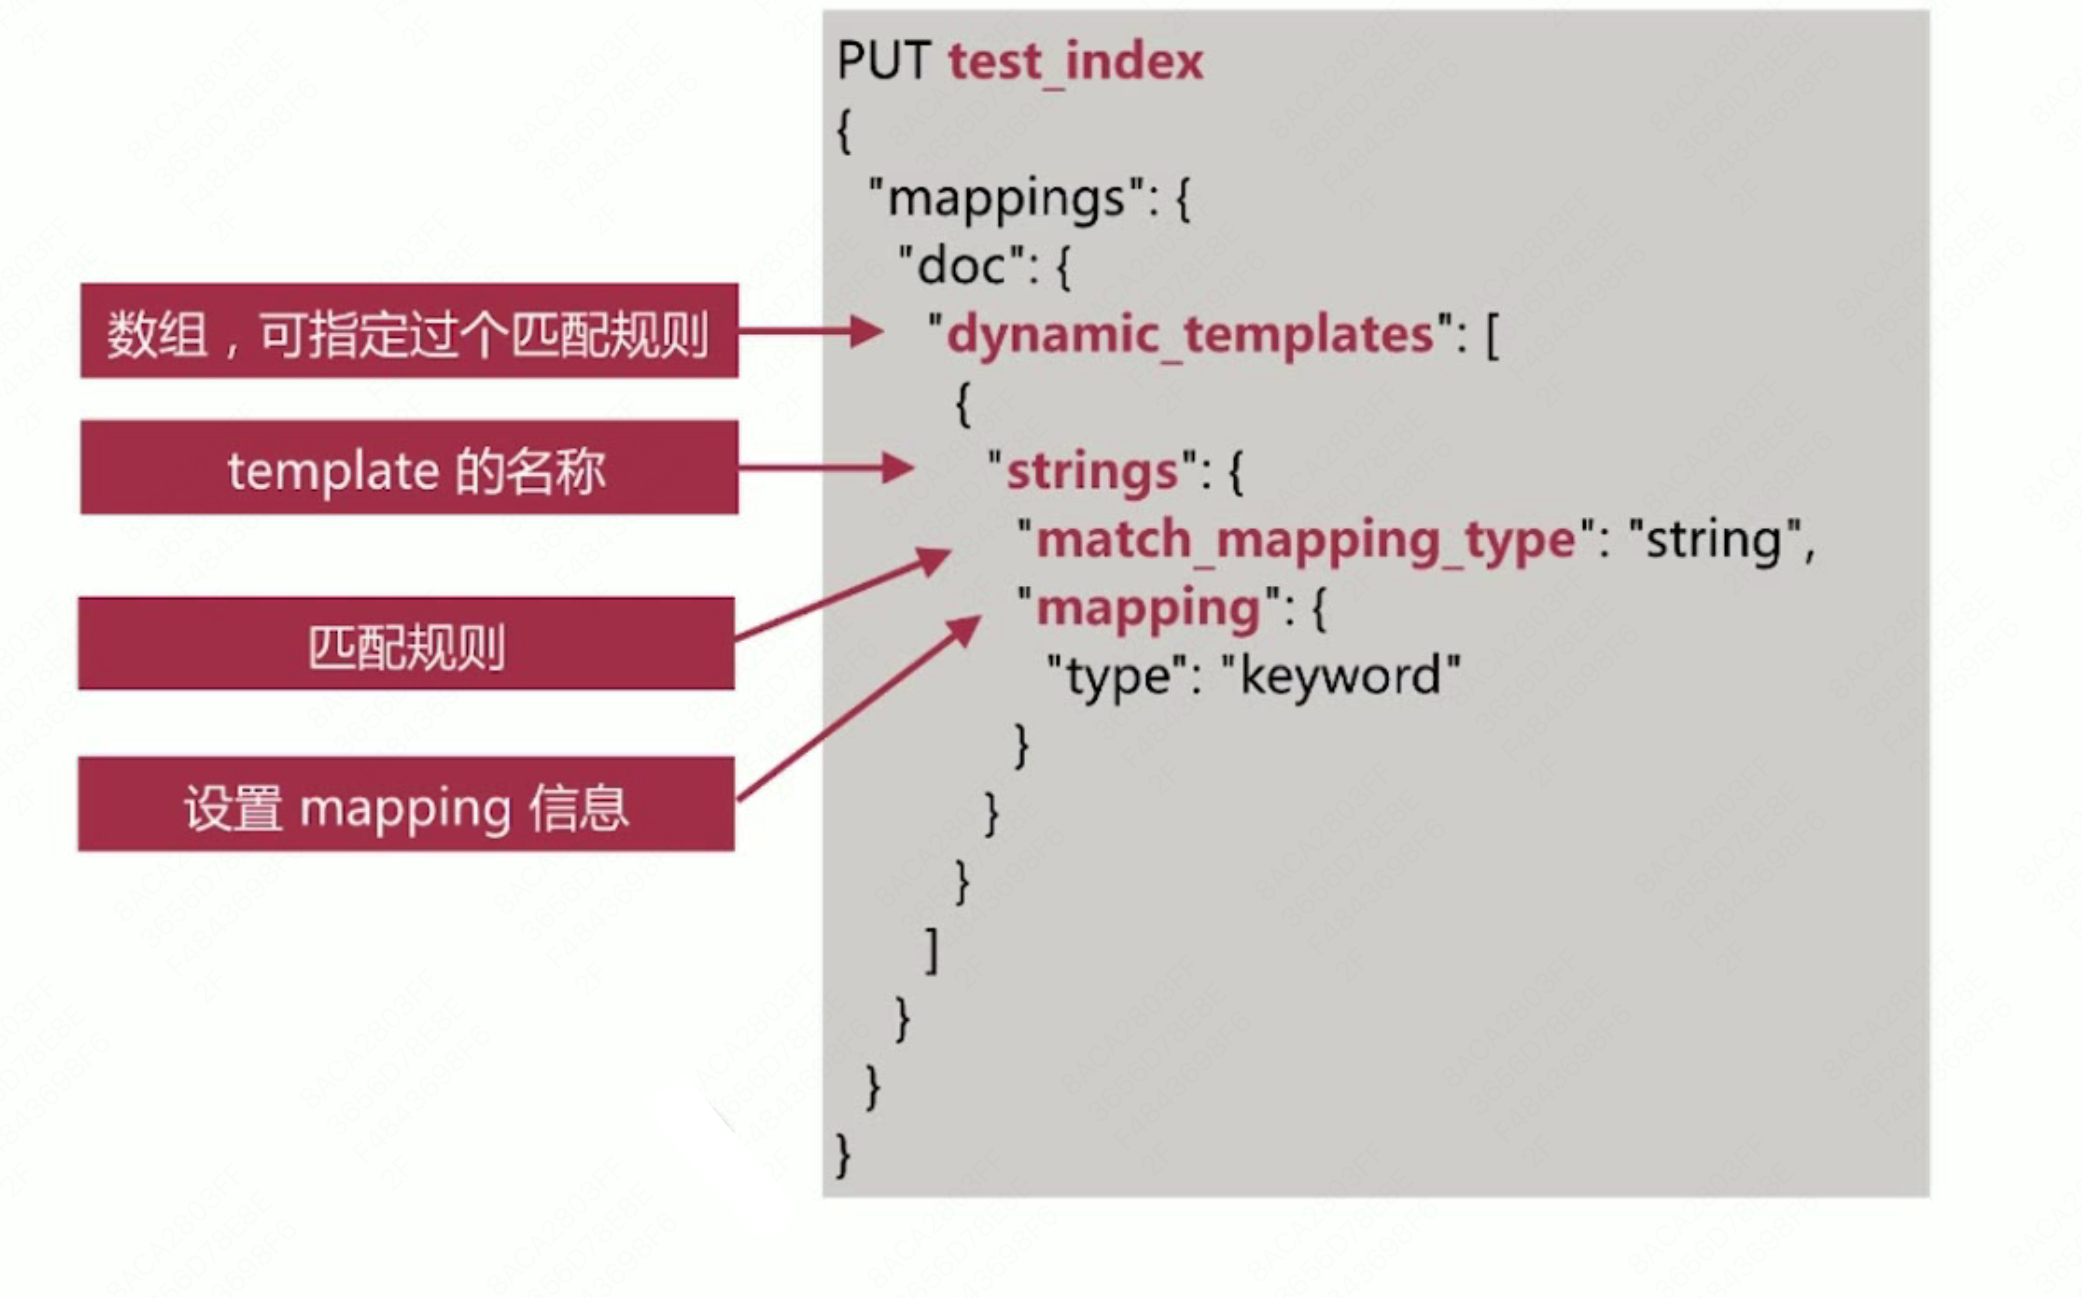 数组，可指定过个匹配规则
template 的名称
匹配规则
设置 mapping 信息
PUT test_index
{
"mappings": {
"doc": {
"dynamic_templates": [
{
"strings": {
"match_mapping_type": "string",
"mapping": {
"type": "keyword"
}
}
}
]
}
}
}